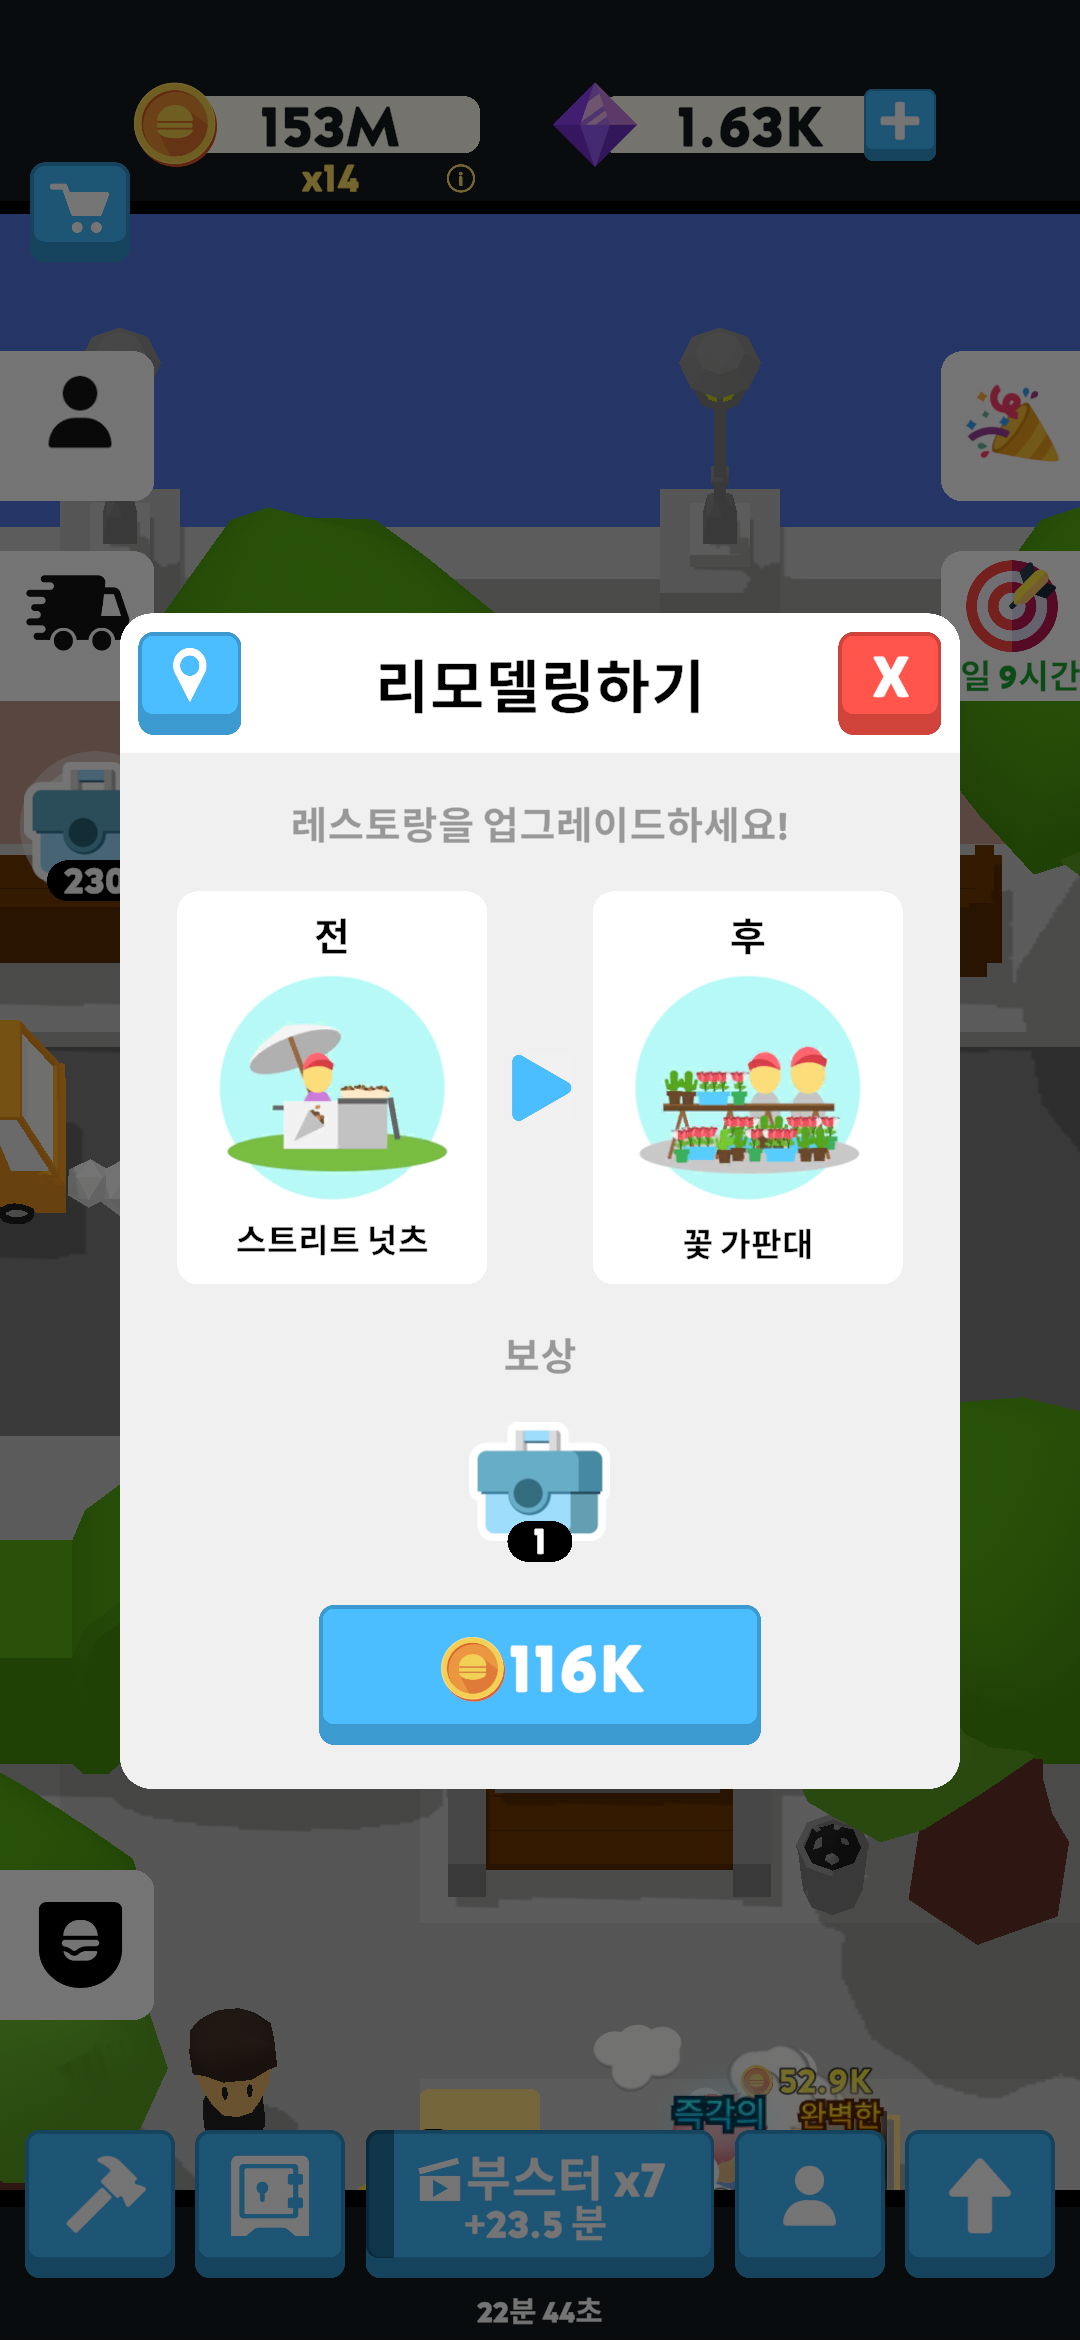 153M
1.63K
x14
일 9시간
리모델링하기
X
230
레스토랑을 업그레이드하세요!
전
후
스트리트 넛츠
꽃 가판대
보상
1
116K
52.9K
즉각의
완벽한
부스터 x7
+23.5 분
22분 44초